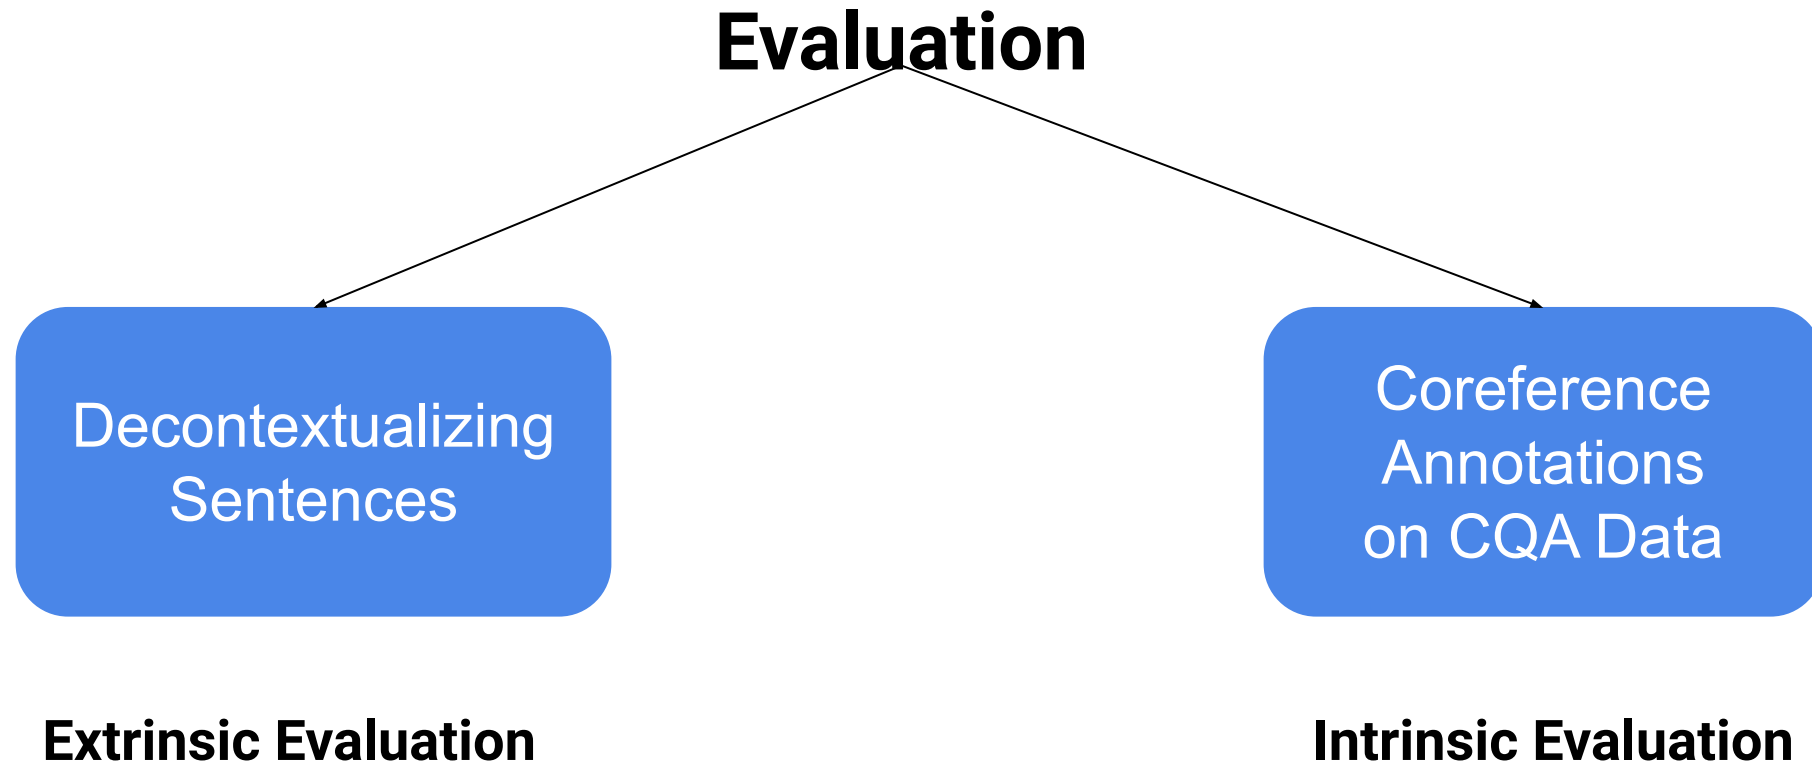 Evaluation
Decontextualizing
Sentences
Coreference
Annotations
on CQA Data
Extrinsic Evaluation
Intrinsic Evaluation